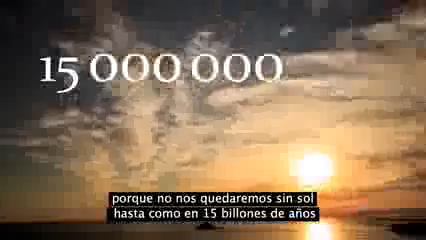 15 000 000
porque no nos quedaremos sin sol
hasta como en 15 billones de años